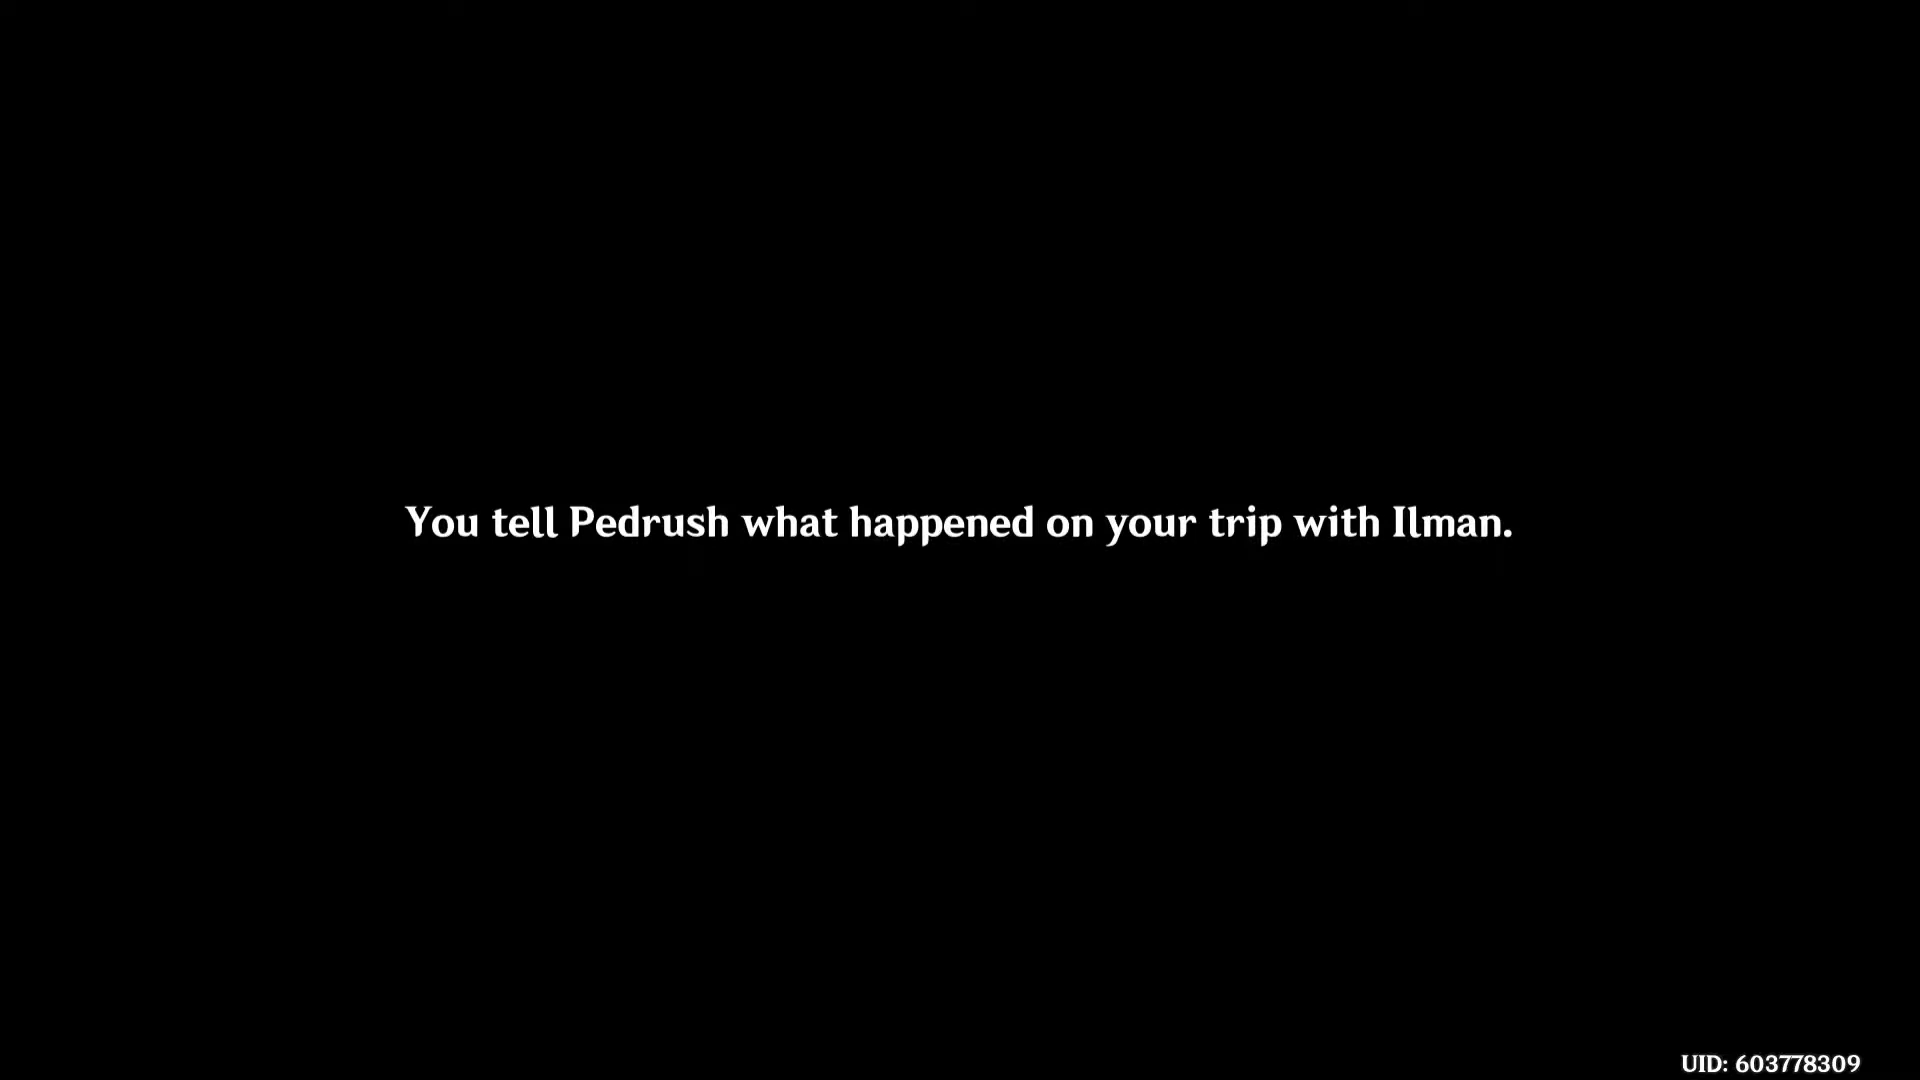 You tell Pedrush what happened on your trip with Ilman.
UID: 603778309